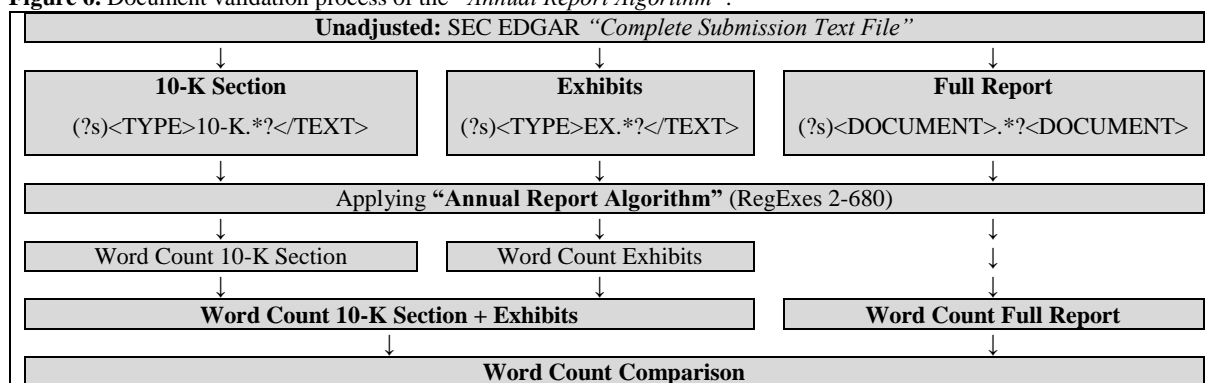 Figure 6. Document validation process of the "Annual Report Algorithm".
Unadjusted: SEC EDGAR “Complete Submission Text File”
↓ ↓ ↓
10-K Section Exhibits Full Report
(?s)<TYPE>10-K.*?</TEXT> (?s)<TYPE>EX.*?</TEXT> (?s)<DOCUMENT>.*?<DOCUMENT>
↓ ↓ ↓
Applying “Annual Report Algorithm” (RegExes 2-680)
↓ ↓ ↓
Word Count 10-K Section Word Count Exhibits ↓
↓ ↓ ↓
Word Count 10-K Section + Exhibits Word Count Full Report
↓ ↓
Word Count Comparison